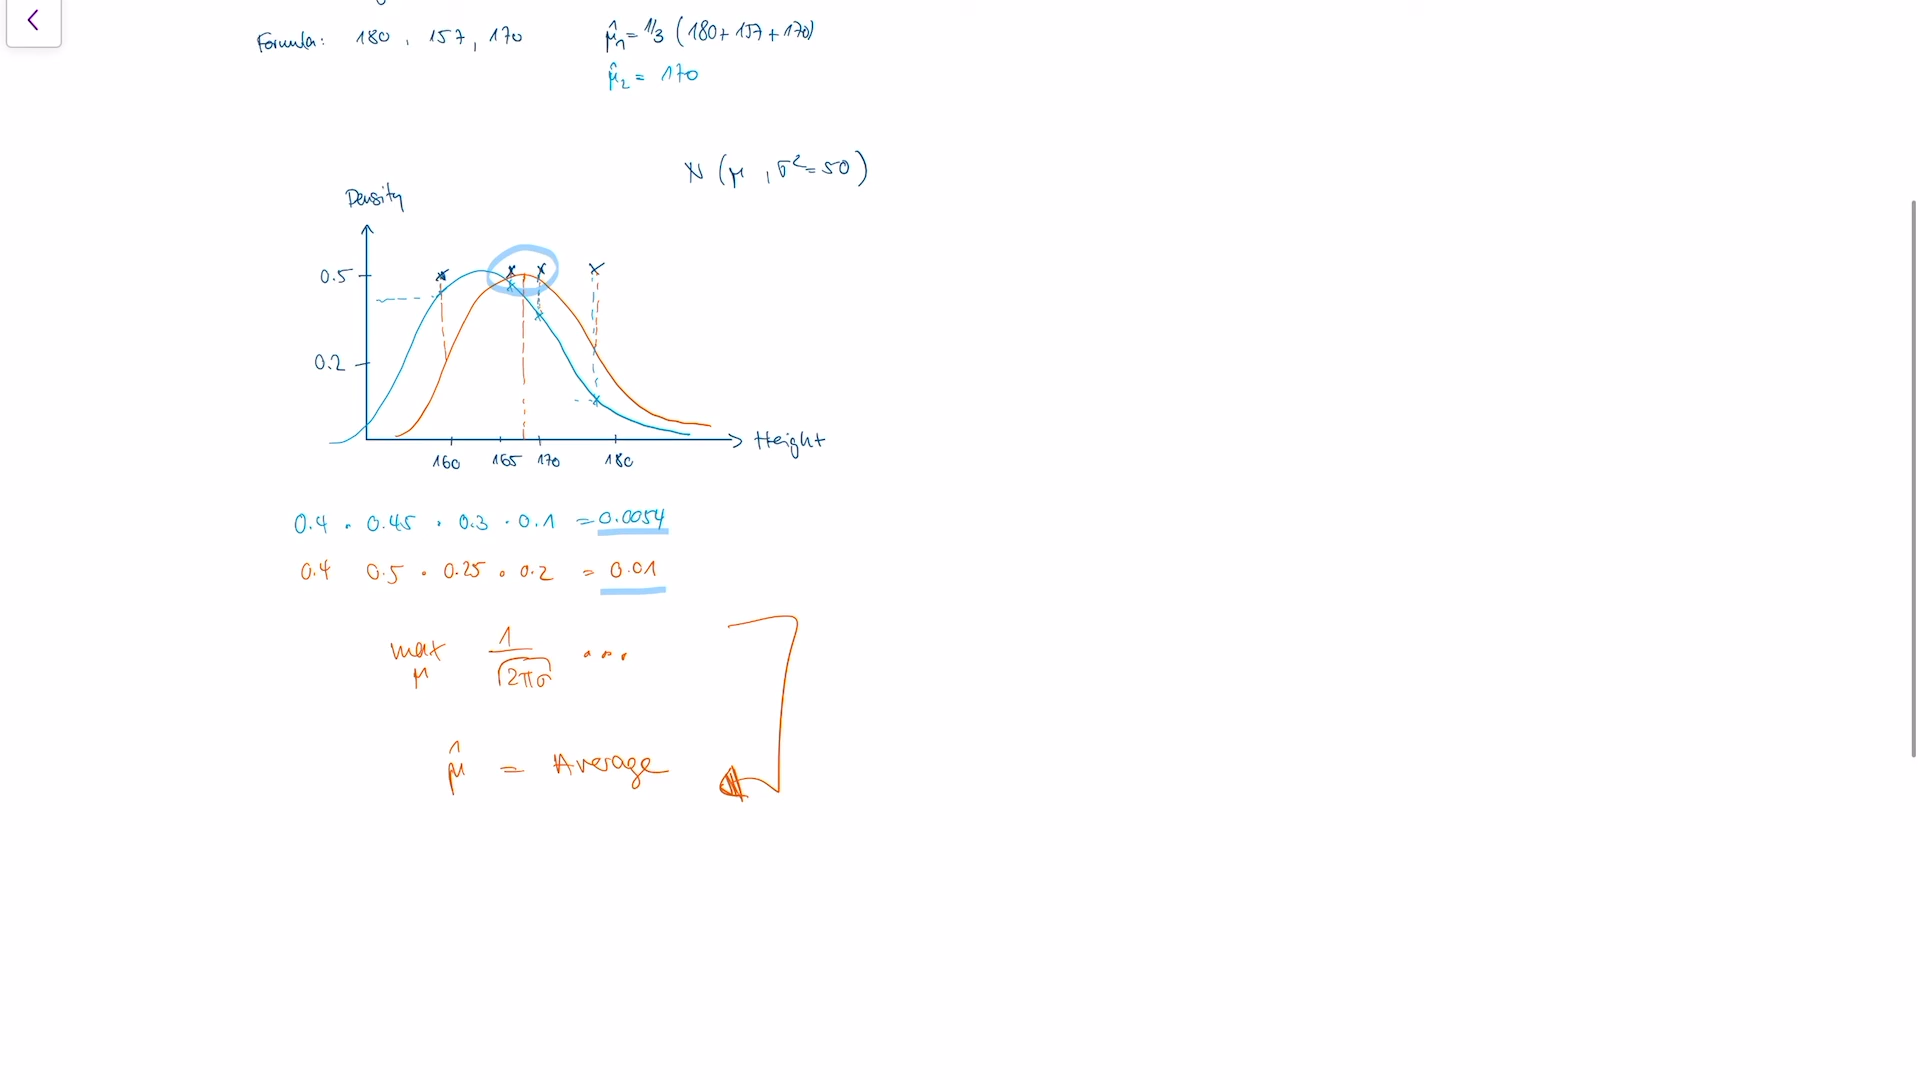 Formula: 180, 157, 170
μ̂₁ = 1/3 (180 + 157 + 170)
μ̂₂ = 170
N (μ, σ² = 50)
Density
0.5
0.2
Height
160 165 170 180
0.4 · 0.45 · 0.3 · 0.1 = 0.0054
0.4 0.5 · 0.25 · 0.2 = 0.01
max μ 1/√2πσ ...
μ̂ = Average